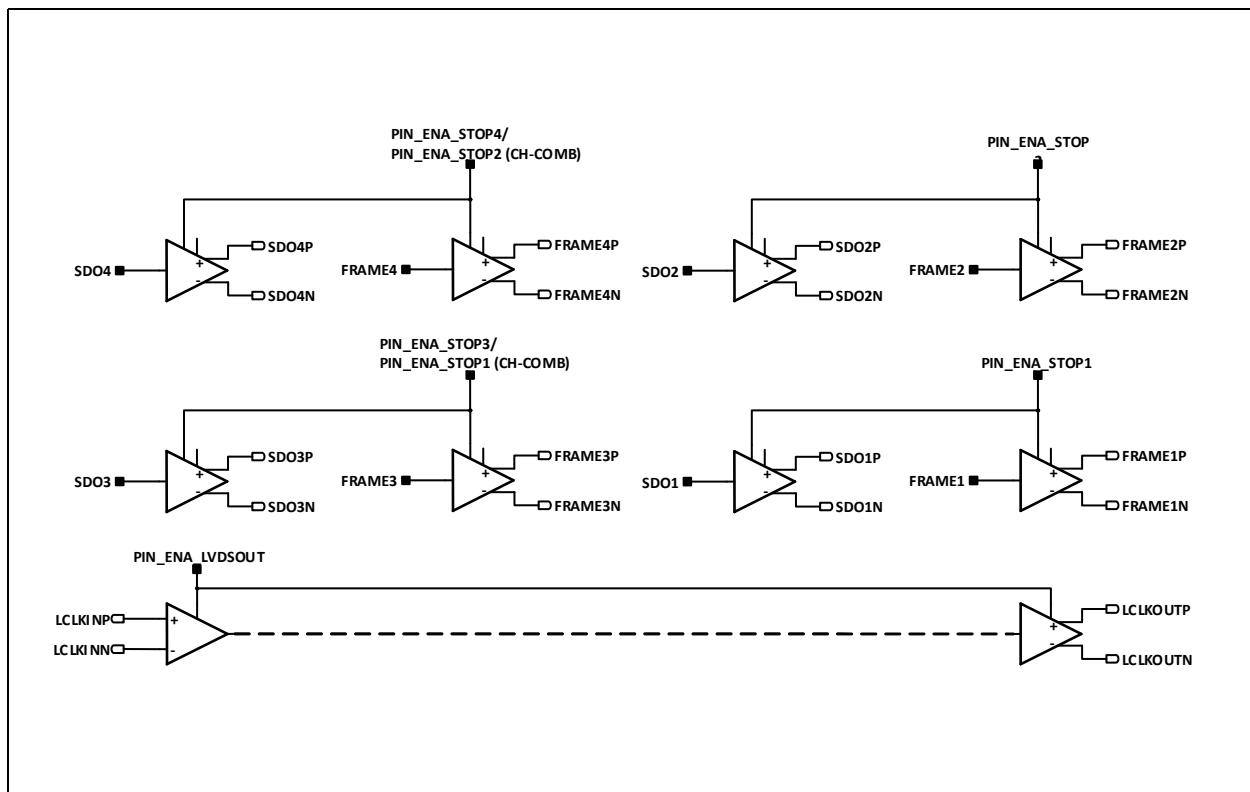 PIN_ENA_STOP4/
PIN_ENA_STOP2 (CH-COMB)
PIN_ENA_STOP
SDO4
+
-
SDO4P
SDO4N
FRAME4
+
-
FRAME4P
FRAME4N
SDO2
+
-
SDO2P
SDO2N
FRAME2
+
-
FRAME2P
FRAME2N
PIN_ENA_STOP3/
PIN_ENA_STOP1 (CH-COMB)
PIN_ENA_STOP1
SDO3
+
-
SDO3P
SDO3N
FRAME3
+
-
FRAME3P
FRAME3N
SDO1
+
-
SDO1P
SDO1N
FRAME1
+
-
FRAME1P
FRAME1N
PIN_ENA_LVDSOUT
LCLKINP
LCLKINN
+
-
+
-
LCLKOUTP
LCLKOUTN